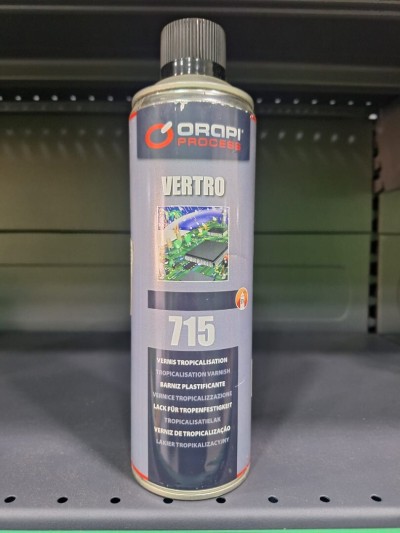 ORAPI
PROCESS
VERTRO
715
VERNIS TROPICALISATION
TROPICALISATION VARNISH
BARNIZ PLASTIFICANTE
VERNICE TROPICALIZZAZIONE
LACK FÜR TROPENFESTIGKEIT
TROPICALISATIELAK
VERNIZ DE TROPICALIZAÇÃO
LAKIER TROPIKALIZACYJNY